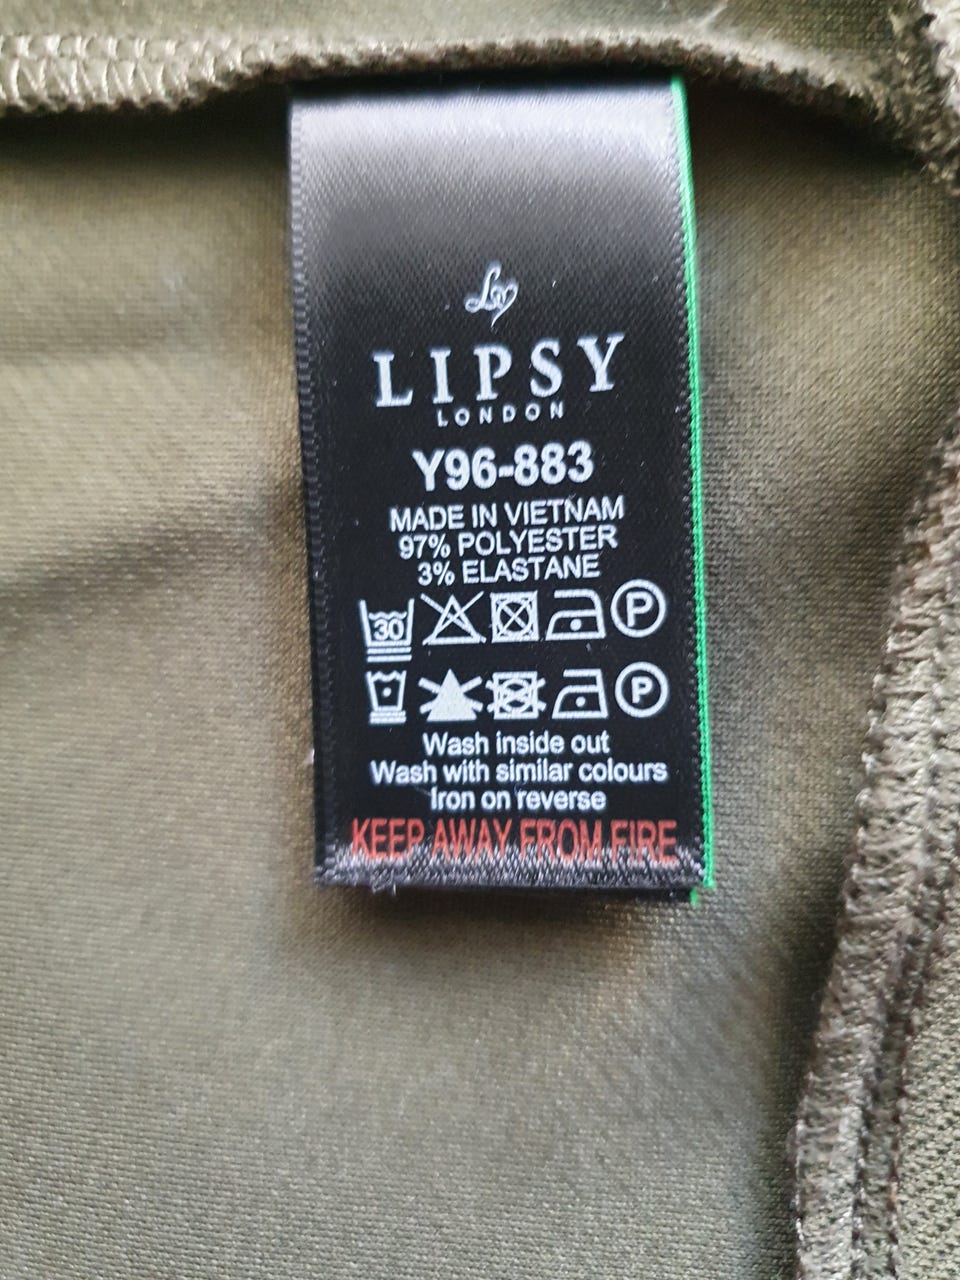 LIPSY
LONDON
Y96-883
MADE IN VIETNAM
97% POLYESTER
3% ELASTANE
30 P
P
Wash inside out
Wash with similar colours
Iron on reverse
KEEP AWAY FROM FIRE